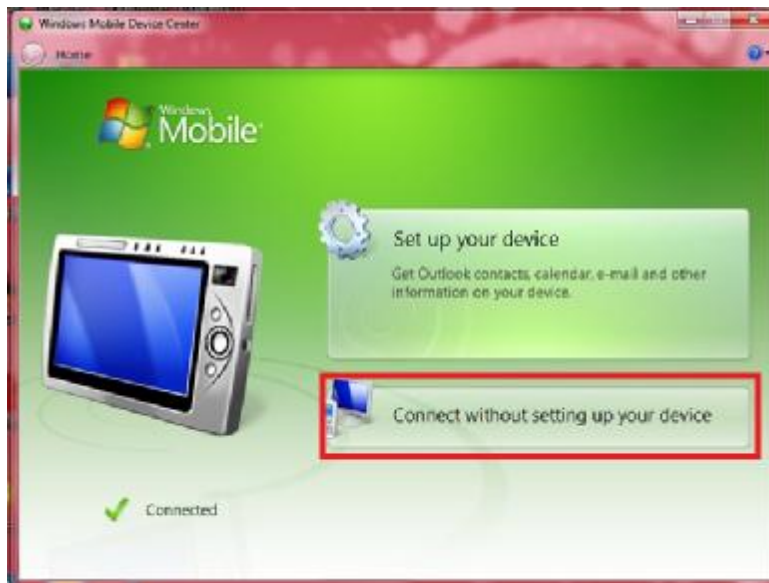 Windows Mobile Device Center
Home
Windows
Mobile
Set up your device
Get Outlook contacts, calendar, e-mail and other
information on your device.
Connect without setting up your device
Connected